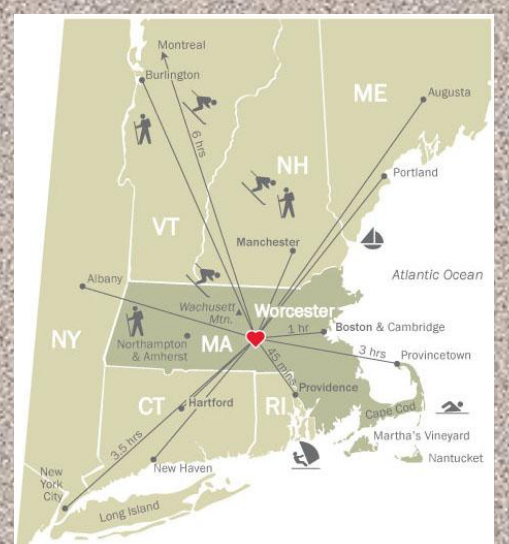 Montreal
Burlington
ME
Augusta
6 hrs
NH
Portland
VT
Manchester
Albany
Atlantic Ocean
Wachusett
Mtn.
Worcester
1 hr
Boston & Cambridge
NY
MA
Northampton
& Amherst
3 hrs
Provincetown
45 mins
Providence
CT
Hartford
RI
Cape Cod
3.5 hrs
Martha's Vineyard
New Haven
Nantucket
New
York
City
Long Island